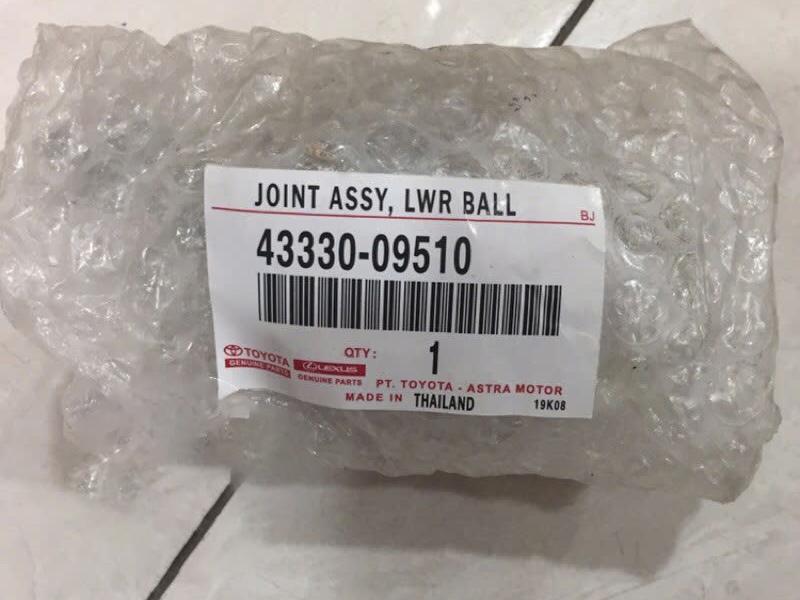 JOINT ASSY, LWR BALL
BJ
43330-09510
QTY: 1
TOYOTA
GENUINE PARTS
LEXUS
GENUINE PARTS
PT. TOYOTA - ASTRA MOTOR
MADE IN THAILAND
19K08